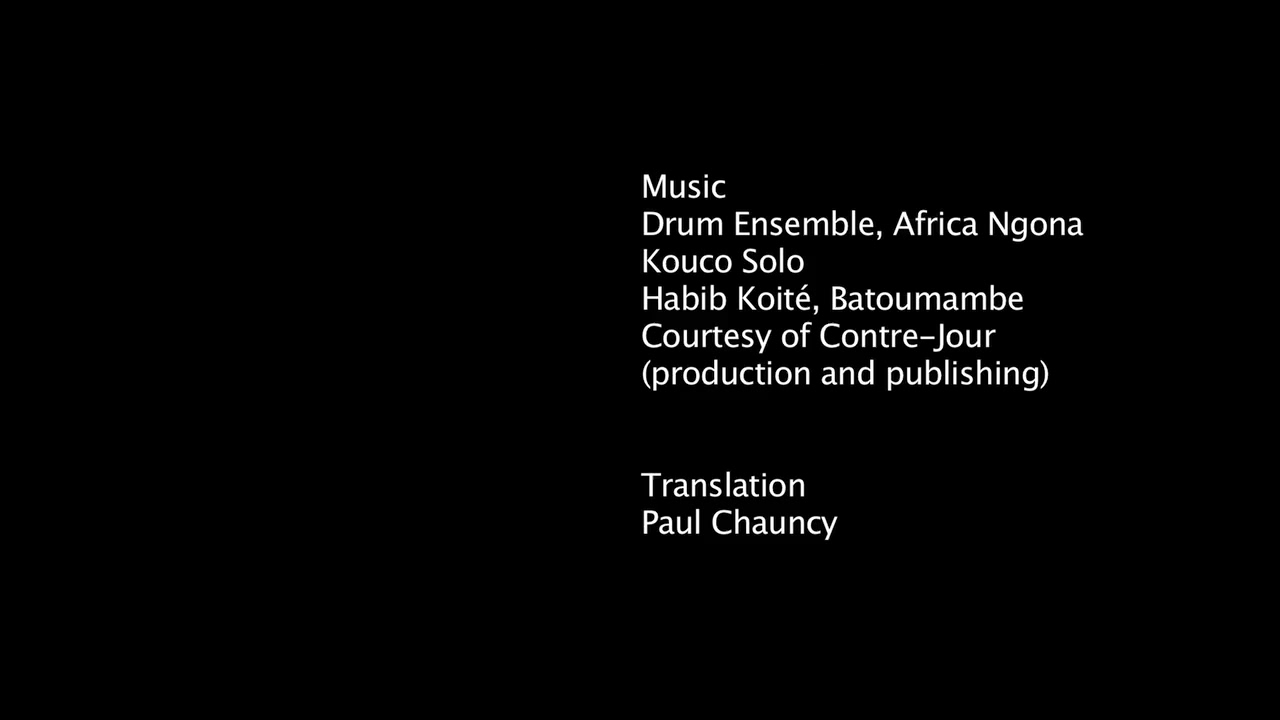 Music
Drum Ensemble, Africa Ngona
Kouco Solo
Habib Koité, Batoumambe
Courtesy of Contre-Jour
(production and publishing)
Translation
Paul Chauncy